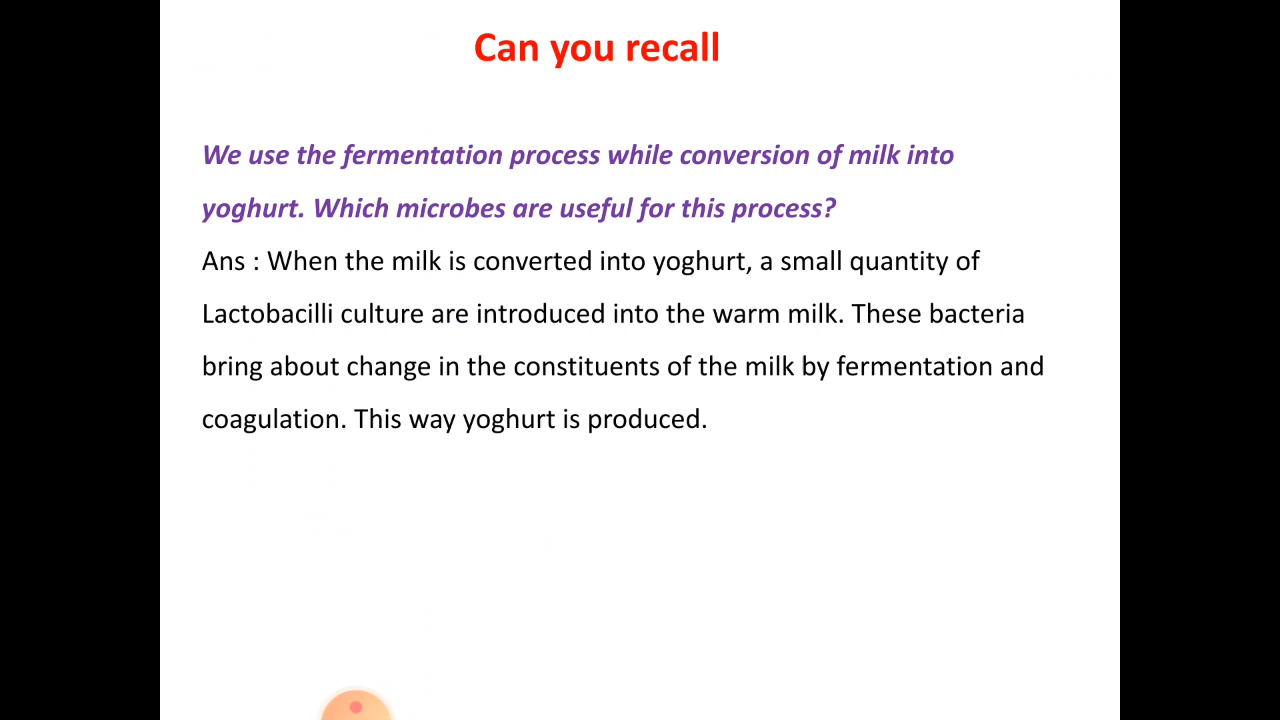 Can you recall
We use the fermentation process while conversion of milk into
yoghurt. Which microbes are useful for this process?
Ans : When the milk is converted into yoghurt, a small quantity of
Lactobacilli culture are introduced into the warm milk. These bacteria
bring about change in the constituents of the milk by fermentation and
coagulation. This way yoghurt is produced.